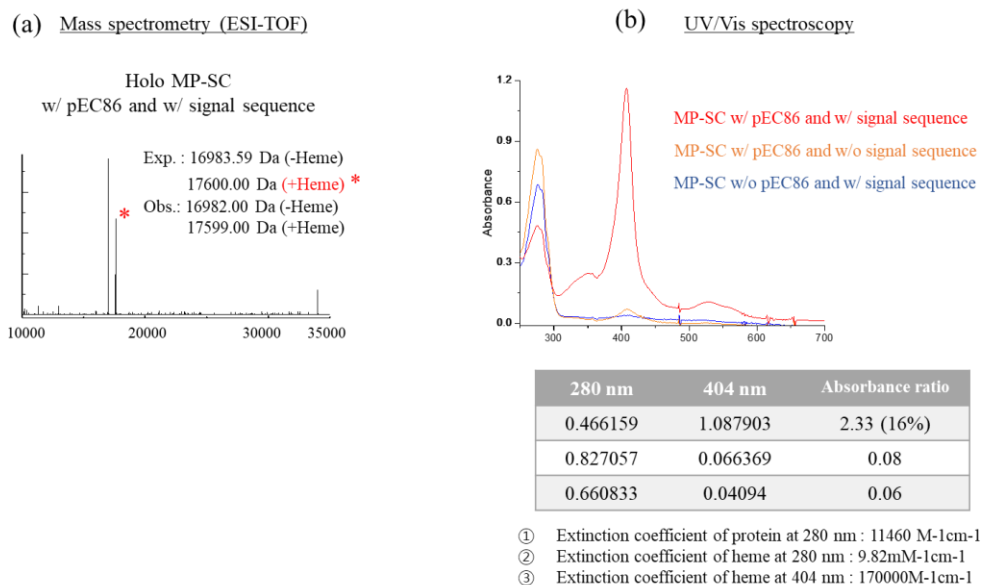 (a) Mass spectrometry (ESI-TOF)
Holo MP-SC
w/ pEC86 and w/ signal sequence
Exp. : 16983.59 Da (-Heme)
17600.00 Da (+Heme) *
Obs.: 16982.00 Da (-Heme)
17599.00 Da (+Heme)
*
10000 20000 30000 35000
(b) UV/Vis spectroscopy
1.2
0.9
0.6
0.3
0.0
Absorbance
300 400 500 600 700
MP-SC w/ pEC86 and w/ signal sequence
MP-SC w/ pEC86 and w/o signal sequence
MP-SC w/o pEC86 and w/ signal sequence
280 nm 404 nm Absorbance ratio
0.466159 1.087903 2.33 (16%)
0.827057 0.066369 0.08
0.660833 0.04094 0.06
① Extinction coefficient of protein at 280 nm : 11460 M-1cm-1
② Extinction coefficient of heme at 280 nm : 9.82mM-1cm-1
③ Extinction coefficient of heme at 404 nm : 170000M-1cm-1